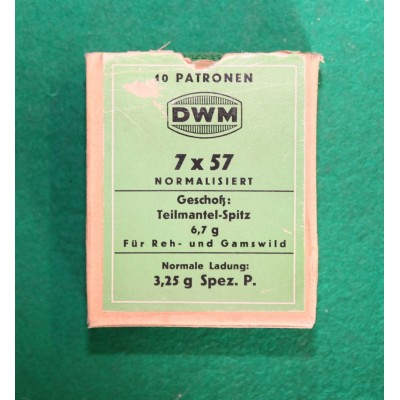 10 PATRONEN
DWM
7 x 57
NORMALISIERT
Geschoß:
Teilmantel-Spitz
6,7 g
Für Reh- und Gamswild
Normale Ladung:
3,25 g Spez. P.